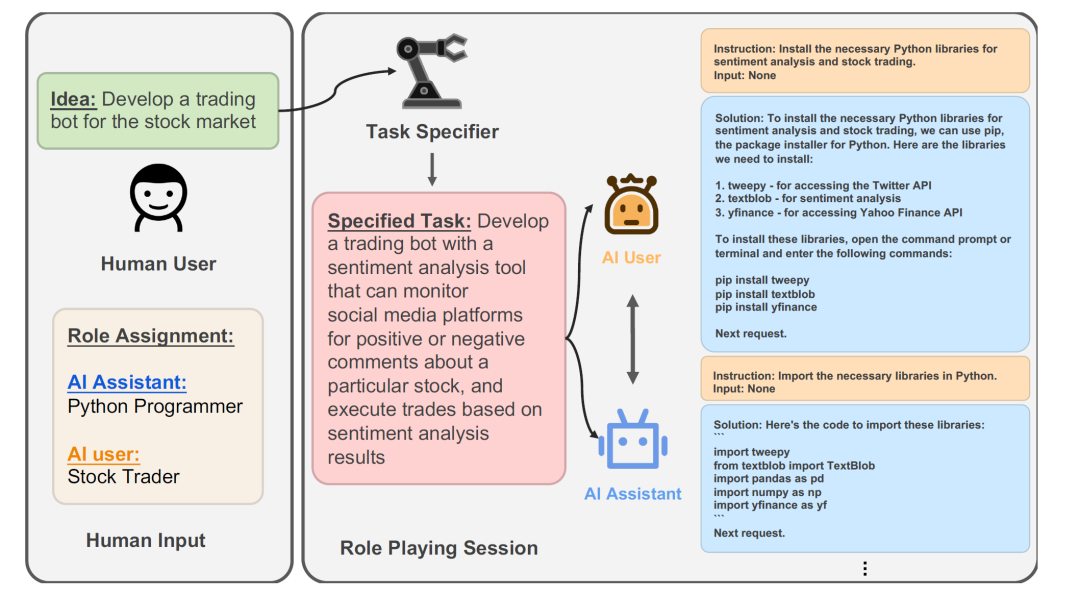 Idea: Develop a trading
bot for the stock market
Human User
Role Assignment:
AI Assistant:
Python Programmer
AI user:
Stock Trader
Human Input
Task Specifier
Specified Task: Develop
a trading bot with a
sentiment analysis tool
that can monitor
social media platforms
for positive or negative
comments about a
particular stock, and
execute trades based on
sentiment analysis
results
Role Playing Session
AI User
AI Assistant
Instruction: Install the necessary Python libraries for
sentiment analysis and stock trading.
Input: None
Solution: To install the necessary Python libraries for
sentiment analysis and stock trading, we can use pip,
the package installer for Python. Here are the libraries
we need to install:
1. tweepy - for accessing the Twitter API
2. textblob - for sentiment analysis
3. yfinance - for accessing Yahoo Finance API
To install these libraries, open the command prompt or
terminal and enter the following commands:
pip install tweepy
pip install textblob
pip install yfinance
Next request.
Instruction: Import the necessary libraries in Python.
Input: None
Solution: Here's the code to import these libraries:
```
import tweepy
from textblob import TextBlob
import pandas as pd
import numpy as np
import yfinance as yf
```
Next request.